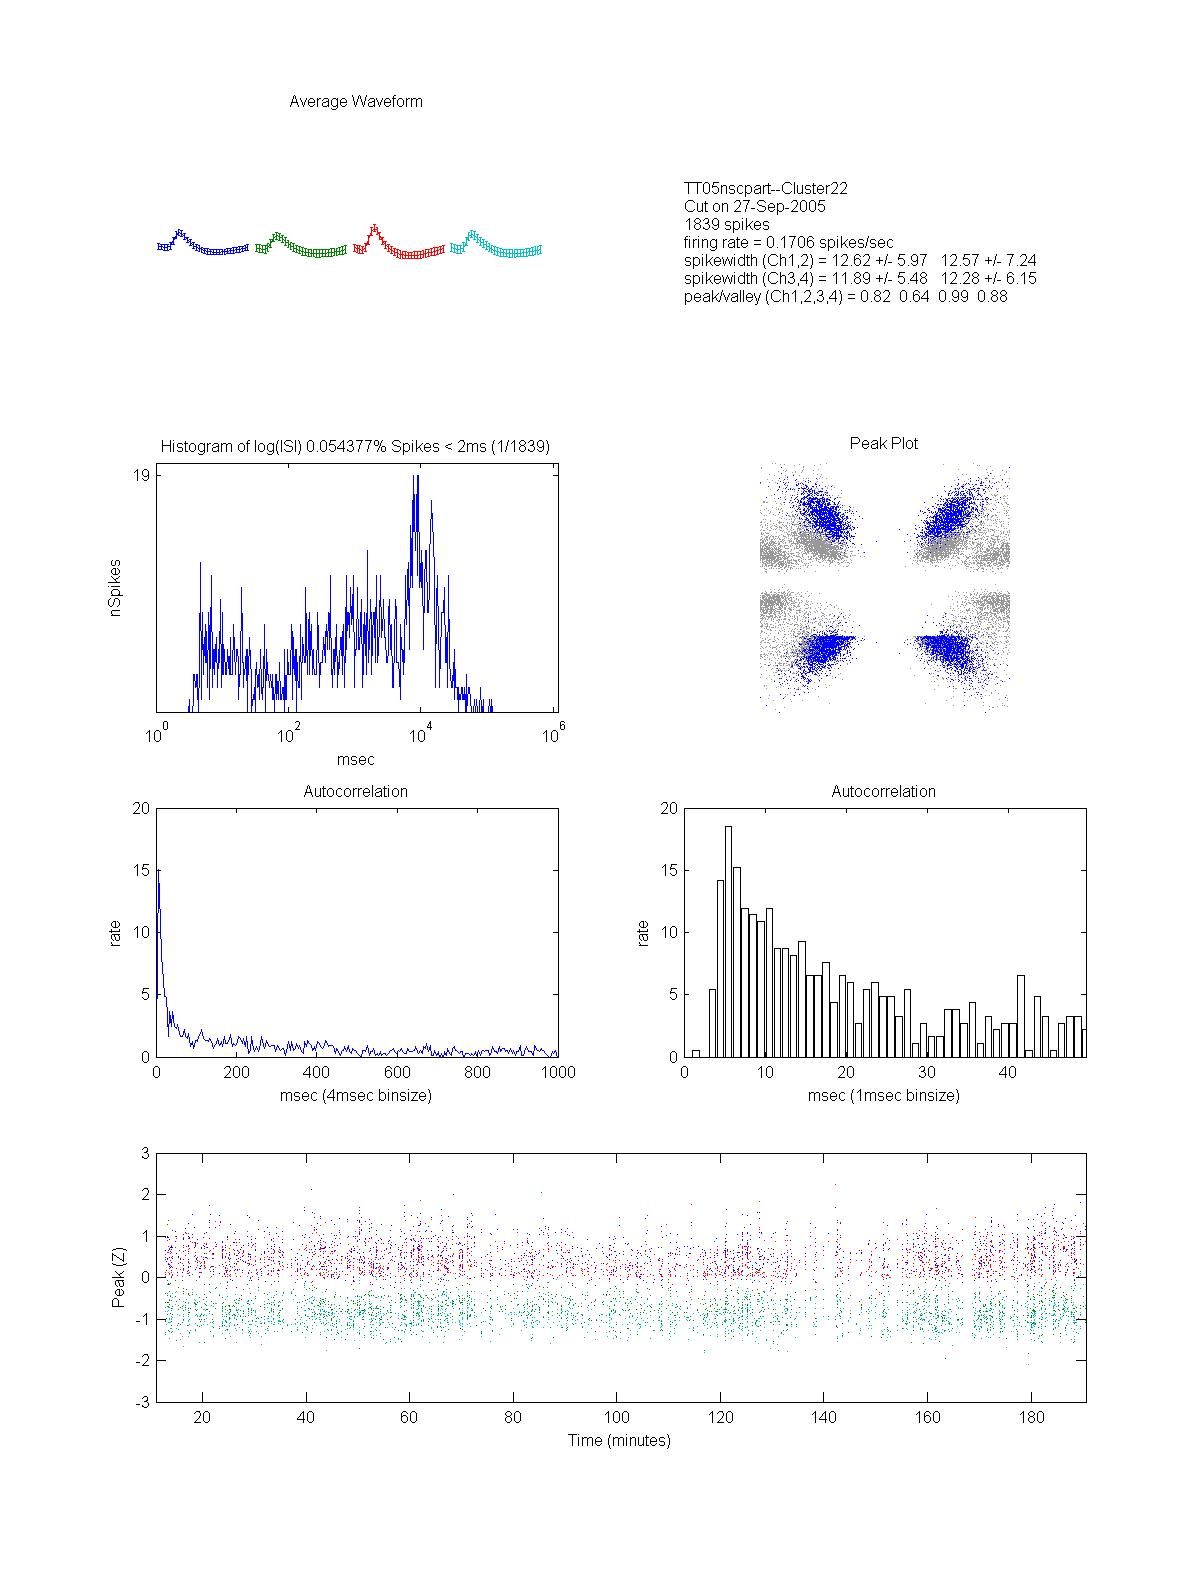 Average Waveform
TT05nscpart--Cluster22
Cut on 27-Sep-2005
1839 spikes
firing rate = 0.1706 spikes/sec
spikewidth (Ch1,2) = 12.62 +/- 5.97 12.57 +/- 7.24
spikewidth (Ch3,4) = 11.89 +/- 5.48 12.28 +/- 6.15
peak/valley (Ch1,2,3,4) = 0.82 0.64 0.99 0.88
Histogram of log(ISI) 0.054377% Spikes < 2ms (1/1839)
19
nSpikes
10^0 10^2 10^4 10^6
msec
Peak Plot
Autocorrelation
20
15
10
5
0
rate
0 200 400 600 800 1000
msec (4msec binsize)
Autocorrelation
20
15
10
5
0
rate
0 10 20 30 40
msec (1msec binsize)
3
2
1
0
-1
-2
-3
Peak (Z)
20 40 60 80 100 120 140 160 180
Time (minutes)